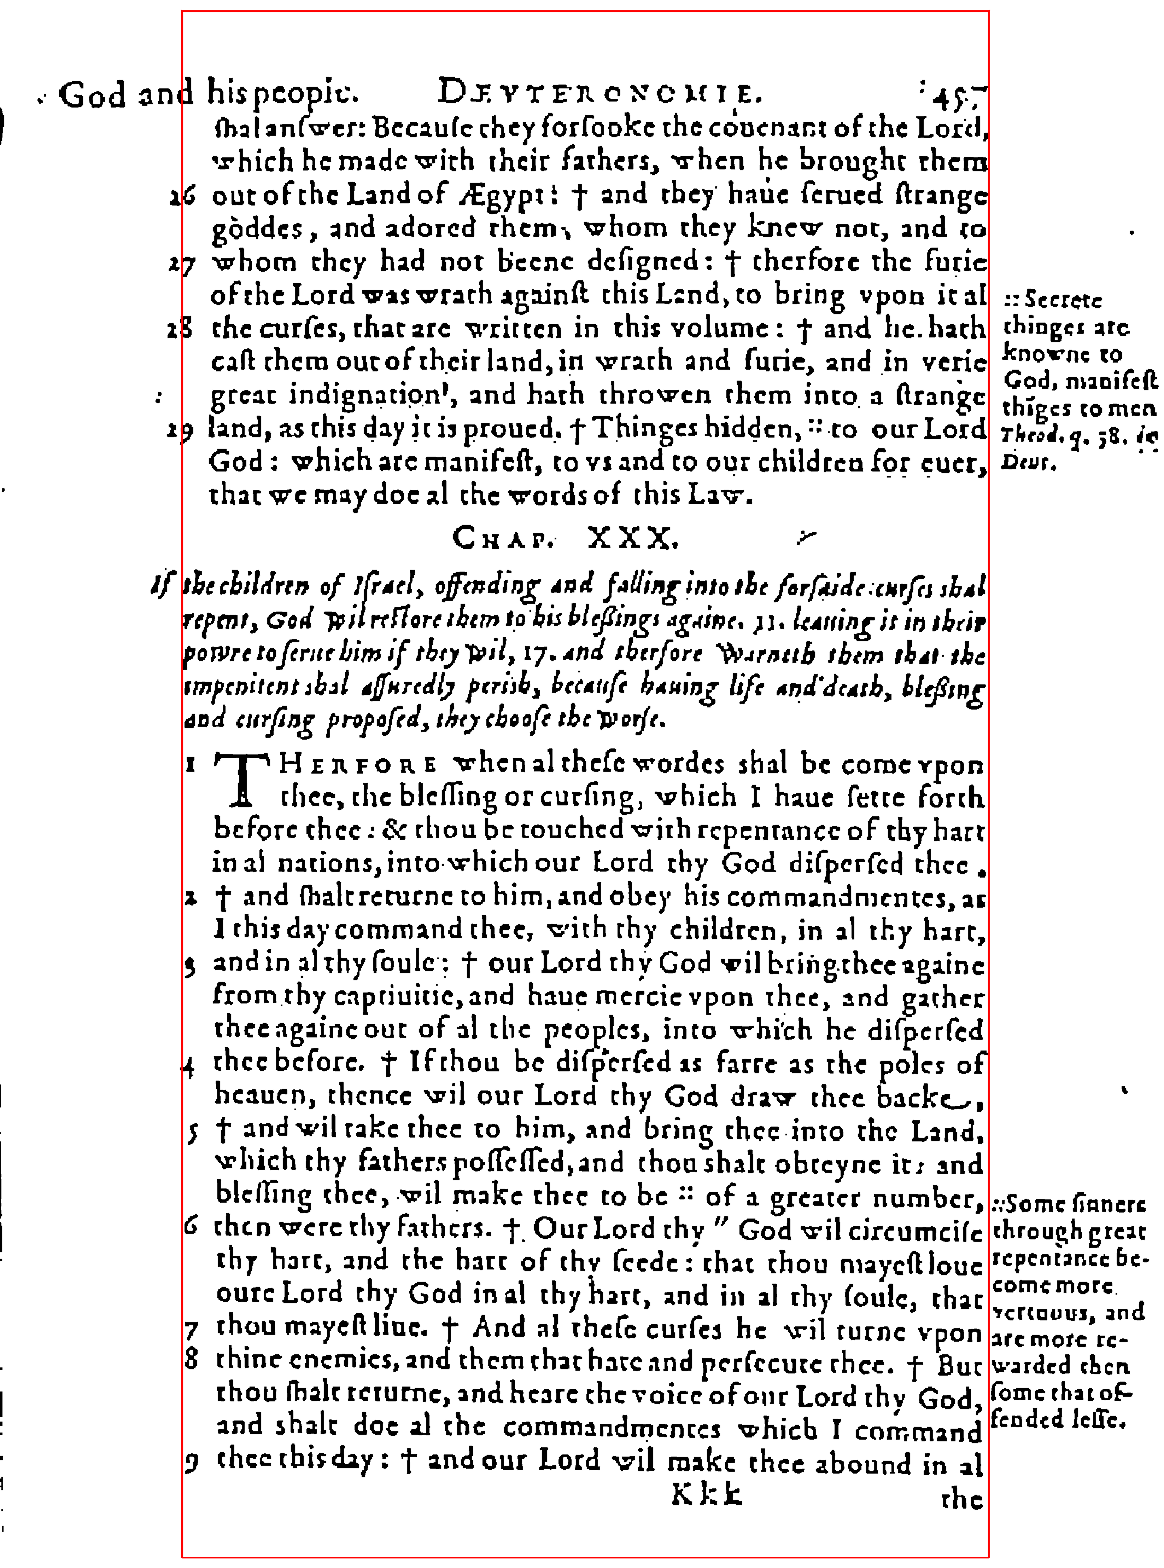 God and his peopie. DEVTERONOMIE. 457
ſhal anſwer: Becauſe they forſooke the couenant of the Lord,
which he made with their fathers, when he brought them
26 out of the Land of Ægypt: † and they haue ſerued ſtrange
goddes, and adored them, whom they knew not, and to
27 whom they had not beene deſigned: † therfore the furie
of the Lord was wrath againſt this Land, to bring vpon it al
28 the curſes, that are written in this volume: † and he hath
caſt them out of their land, in wrath and furie, and in verie
great indignation, and hath throwen them into a ſtrange
29 land, as this day it is proued. † Thinges hidden, :: to our Lord
God: which are manifeſt, to vs and to our children for euer,
that we may doe al the words of this Law.
:: Secrete
thinges are
knowne to
God, manifeſt
thīges to men
Theod. q. 38. in
Deut.
CHAP. XXX.
If the children of Iſrael, offending and falling into the forſaide curſes shal
repent, God wil reſtore them to his bleßings againe. 11. leauing it in their
powre to ſerue him if they wil, 17. and therfore warneth them that the
impenitent shal aſſuredly perish, becauſe hauing life and death, bleßing
and curſing propoſed, they chooſe the worſe.
1 THERFORE when al theſe wordes shal be come vpon
thee, the bleſſing or curſing, which I haue ſette forth
before thee: & thou be touched with repentance of thy hart
in al nations, into which our Lord thy God diſperſed thee.
2 † and ſhalt returne to him, and obey his commandmentes, as
I this day command thee, with thy children, in al thy hart,
3 and in al thy ſoule: † our Lord thy God wil bring thee againe
from thy captiuitie, and haue mercie vpon thee, and gather
thee againe out of al the peoples, into which he diſperſed
4 thee before. † If thou be diſperſed as farre as the poles of
heauen, thence wil our Lord thy God draw thee backe,
5 † and wil take thee to him, and bring thee into the Land,
which thy fathers poſſeſſed, and thou shalt obteyne it: and
bleſſing thee, wil make thee to be :: of a greater number,
6 then were thy fathers. † Our Lord thy " God wil circumciſe
thy hart, and the hart of thy ſeede: that thou mayeſt loue
oure Lord thy God in al thy hart, and in al thy ſoule, that
7 thou mayeſt liue. † And al theſe curſes he wil turne vpon
8 thine enemies, and them that hate and perſecute thee. † But
thou ſhalt returne, and heare the voice of our Lord thy God,
and shalt doe al the commandmentes which I command
9 thee this day: † and our Lord wil make thee abound in al
:: Some ſinners
through great
repentance be-
come more
vertuous, and
are more re-
warded then
ſome that of-
fended leſſe.
Kkk the